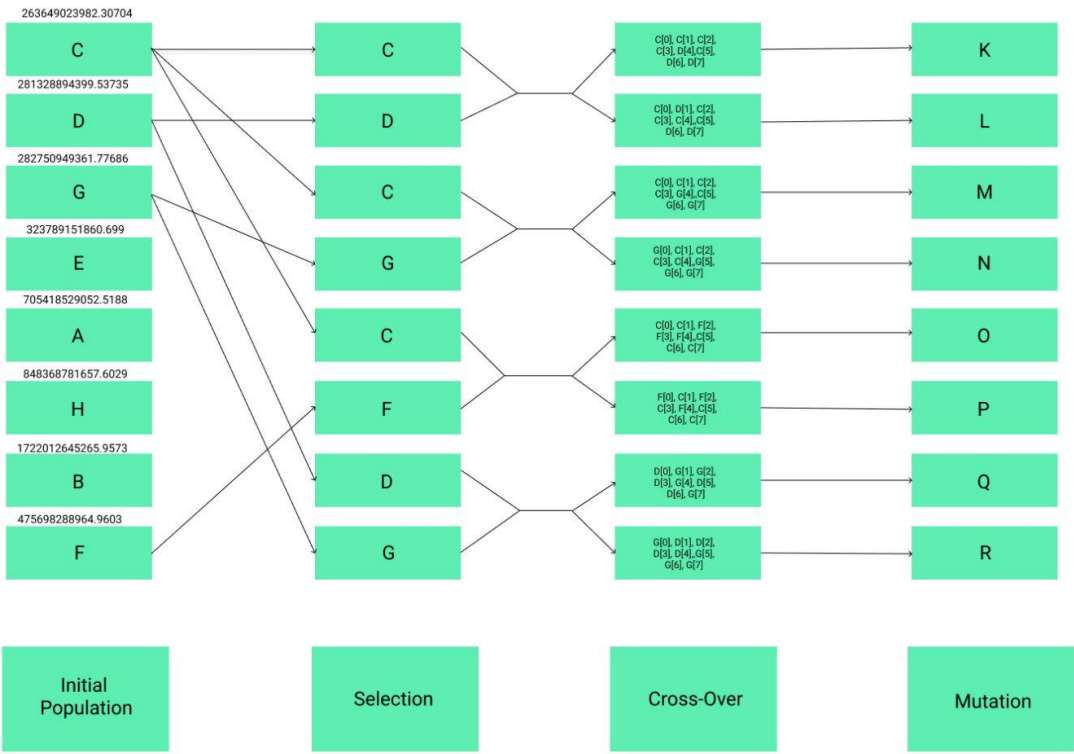 263649023982.30704
C
C
C[0], C[1], C[2],
C[3], D[4],C[5],
D[6], D[7]
K
281328894399.53735
D
D
C[0], D[1], C[2],
C[3], C[4],,C[5],
D[6], D[7]
L
282750949361.77686
G
C
C[0], C[1], C[2],
C[3], G[4],,C[5],
G[6], G[7]
M
323789151860.699
E
G
G[0], C[1], C[2],
C[3], C[4],,G[5],
G[6], G[7]
N
705418529052.5188
A
C
C[0], C[1], F[2],
F[3], F[4],,C[5],
C[6], C[7]
O
848368781657.6029
H
F
F[0], C[1], F[2],
C[3], F[4],,C[5],
C[6], C[7]
P
1722012645265.9573
B
D
D[0], G[1], G[2],
D[3], G[4], D[5],
D[6], G[7]
Q
475698288964.9603
F
G
G[0], D[1], D[2],
D[3], D[4],,G[5],
G[6], G[7]
R
Initial
Population
Selection
Cross-Over
Mutation